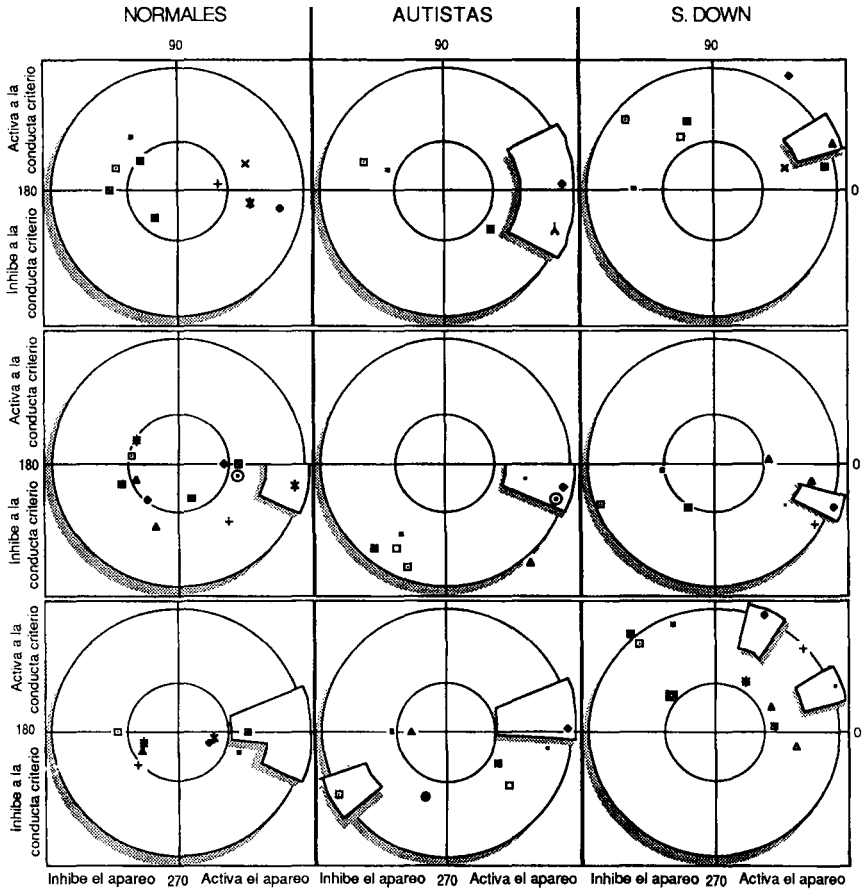 NORMALES AUTISTAS S. DOWN
90 90 90
Activa a la
conducta criterio
180 0
Inhibe a la
conducta criterio
Activa a la
conducta criterio
180 0
Inhibe a la
conducta criterio
Activa a la
conducta criterio
180 0
Inhibe a la
conducta criterio
Inhibe el apareo 270 Activa el apareo Inhibe el apareo 270 Activa el apareo Inhibe el apareo 270 Activa el apareo